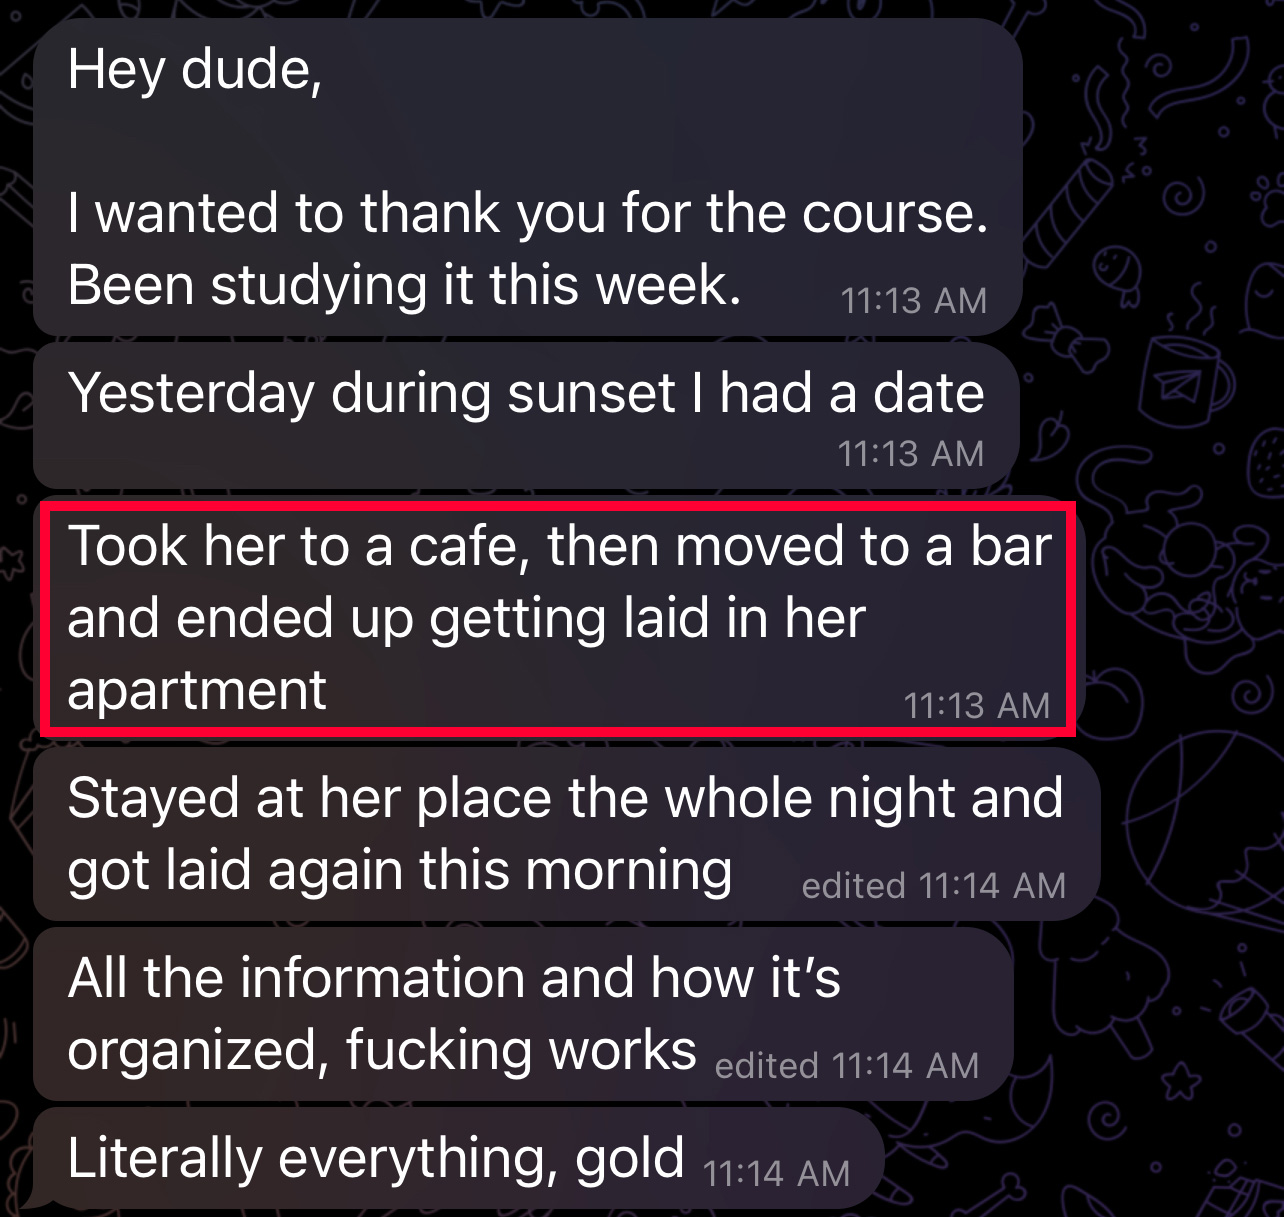 Hey dude,
I wanted to thank you for the course.
Been studying it this week. 11:13 AM
Yesterday during sunset I had a date
11:13 AM
Took her to a cafe, then moved to a bar
and ended up getting laid in her
apartment 11:13 AM
Stayed at her place the whole night and
got laid again this morning edited 11:14 AM
All the information and how it’s
organized, fucking works edited 11:14 AM
Literally everything, gold 11:14 AM